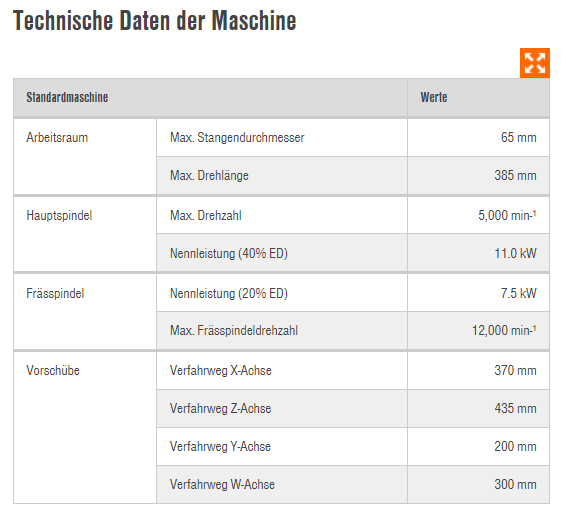 Technische Daten der Maschine
Standardmaschine Werte
Arbeitsraum Max. Stangendurchmesser 65 mm
Max. Drehlänge 385 mm
Hauptspindel Max. Drehzahl 5,000 min-¹
Nennleistung (40% ED) 11.0 kW
Frässpindel Nennleistung (20% ED) 7.5 kW
Max. Frässpindeldrehzahl 12,000 min-¹
Vorschübe Verfahrweg X-Achse 370 mm
Verfahrweg Z-Achse 435 mm
Verfahrweg Y-Achse 200 mm
Verfahrweg W-Achse 300 mm